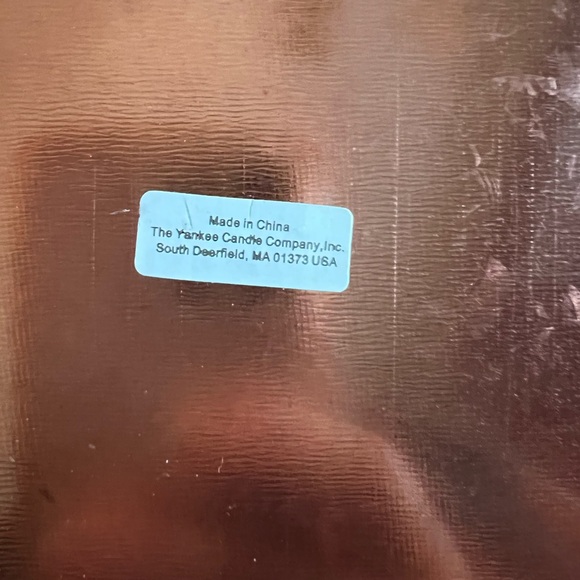 Made in China
The Yankee Candle Company,Inc.
South Deerfield, MA 01373 USA